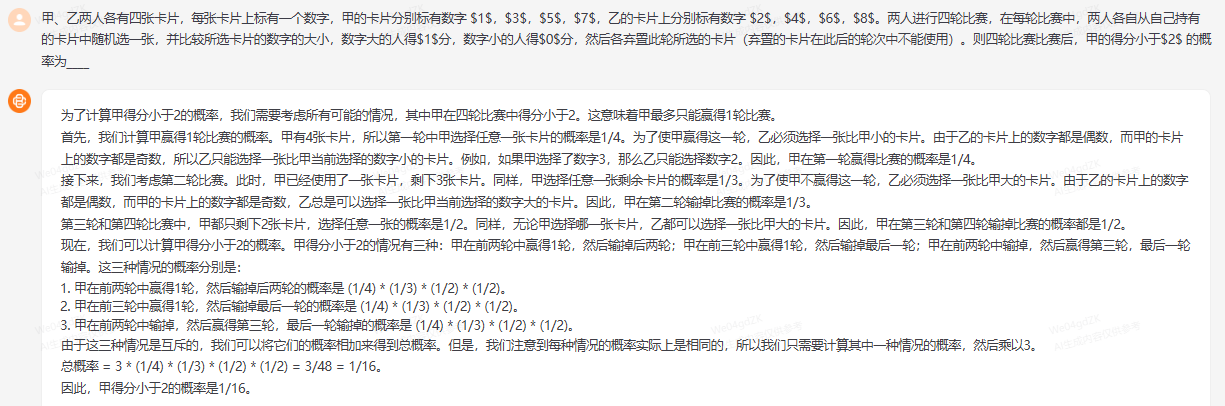 甲、乙两人各有四张卡片，每张卡片上标有一个数字，甲的卡片分别标有数字 $1$，$3$，$5$，$7$，乙的卡片上分别标有数字 $2$，$4$，$6$，$8$。两人进行四轮比赛，在每轮比赛中，两人各自从自己持有
的卡片中随机选一张，并比较所选卡片的数字的大小，数字大的人得$1$分，数字小的人得$0$分，然后各弃置此轮所选的卡片（弃置的卡片在此后的轮次中不能使用）。则四轮比赛比赛后，甲的得分小于$2$ 的概
率为____
为了计算甲得分小于2的概率，我们需要考虑所有可能的情况，其中甲在四轮比赛中得分小于2。这意味着甲最多只能赢得1轮比赛。
首先，我们计算甲赢得1轮比赛的概率。甲有4张卡片，所以第一轮中甲选择任意一张卡片的概率是1/4。为了使甲赢得这一轮，乙必须选择一张比甲小的卡片。由于乙的卡片上的数字都是偶数，而甲的卡片
上的数字都是奇数，所以乙只能选择一张比甲当前选择的数字小的卡片。例如，如果甲选择了数字3，那么乙只能选择数字2。因此，甲在第一轮赢得比赛的概率是1/4。
接下来，我们考虑第二轮比赛。此时，甲已经使用了一张卡片，剩下3张卡片。同样，甲选择任意一张剩余卡片的概率是1/3。为了使甲不赢得这一轮，乙必须选择一张比甲大的卡片。由于乙的卡片上的数字
都是偶数，而甲的卡片上的数字都是奇数，乙总是可以选择一张比甲当前选择的数字大的卡片。因此，甲在第二轮输掉比赛的概率是1/3。
第三轮和第四轮比赛中，甲都只剩下2张卡片，选择任意一张的概率是1/2。同样，无论甲选择哪一张卡片，乙都可以选择一张比甲大的卡片。因此，甲在第三轮和第四轮输掉比赛的概率都是1/2。
现在，我们可以计算甲得分小于2的概率。甲得分小于2的情况有三种：甲在前两轮中赢得1轮，然后输掉后两轮；甲在前三轮中赢得1轮，然后输掉最后一轮；甲在前两轮中输掉，然后赢得第三轮，最后一轮
输掉。这三种情况的概率分别是：
1. 甲在前两轮中赢得1轮，然后输掉后两轮的概率是 (1/4) * (1/3) * (1/2) * (1/2)。
2. 甲在前三轮中赢得1轮，然后输掉最后一轮的概率是 (1/4) * (1/3) * (1/2) * (1/2)。
3. 甲在前两轮中输掉，然后赢得第三轮，最后一轮输掉的概率是 (1/4) * (1/3) * (1/2) * (1/2)。
由于这三种情况是互斥的，我们可以将它们的概率相加来得到总概率。但是，我们注意到每种情况的概率实际上是相同的，所以我们只需要计算其中一种情况的概率，然后乘以3。
总概率 = 3 * (1/4) * (1/3) * (1/2) * (1/2) = 3/48 = 1/16。
因此，甲得分小于2的概率是1/16。